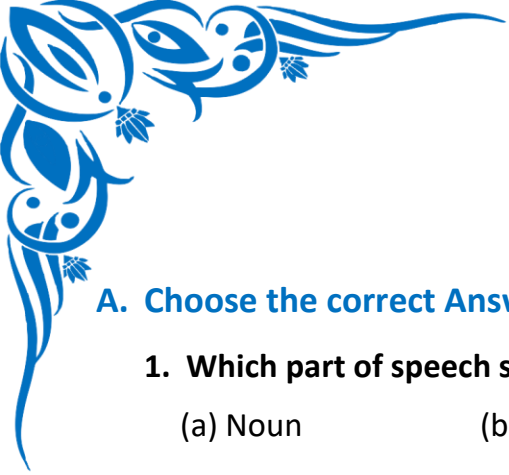 A. Choose the correct Answ
1. Which part of speech s
(a) Noun (b